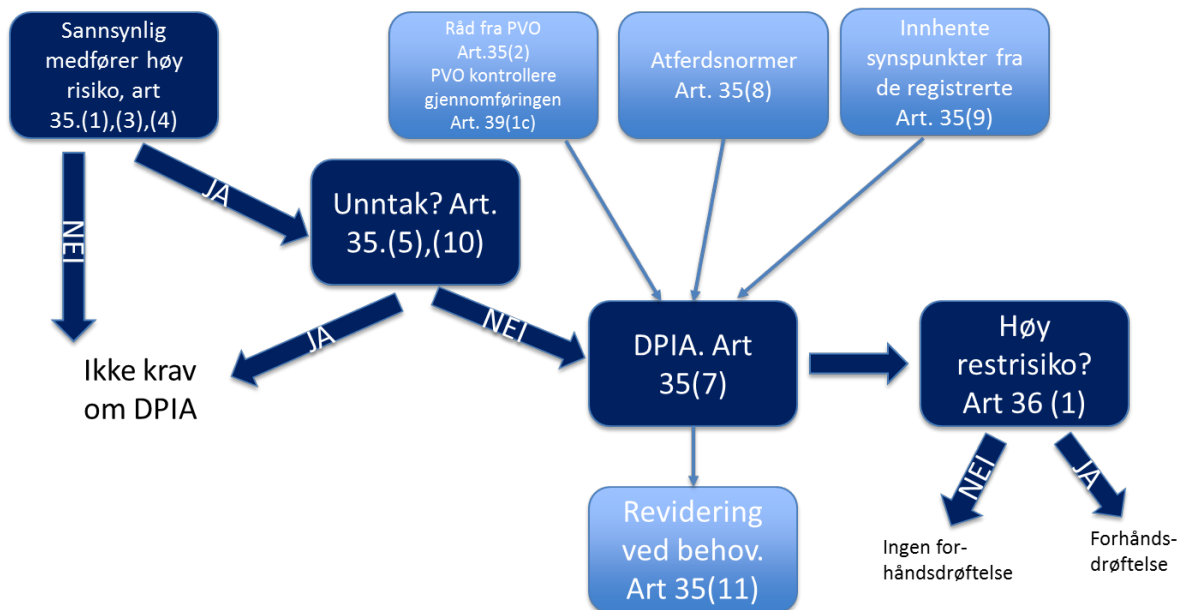 Sannsynlig
medfører høy
risiko, art
35.(1),(3),(4)
Råd fra PVO
Art.35(2)
PVO kontrollere
gjennomføringen
Art. 39(1c)
Atferdsnormer
Art. 35(8)
Innhente
synspunkter fra
de registrerte
Art. 35(9)
NEI
JA
Unntak? Art.
35.(5),(10)
JA
NEI
Ikke krav
om DPIA
DPIA. Art
35(7)
Høy
restrisiko?
Art 36 (1)
NEI
JA
Revidering
ved behov.
Art 35(11)
Ingen for-
håndsdrøftelse
Forhånds-
drøftelse